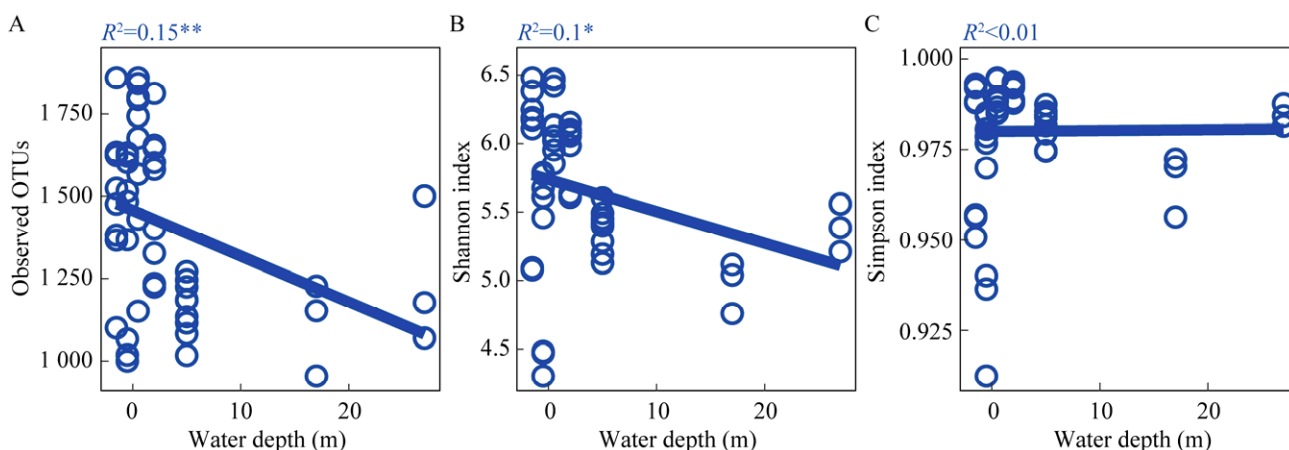 A
R²=0.15**
Observed OTUs
1 750
1 500
1 250
1 000
0
10
20
Water depth (m)
B
R²=0.1*
Shannon index
6.5
6.0
5.5
5.0
4.5
0
10
20
Water depth (m)
C
R²<0.01
Simpson index
1.000
0.975
0.950
0.925
0
10
20
Water depth (m)